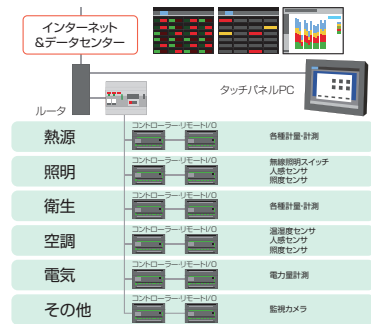 インターネット
&データセンター
タッチパネルPC
ルータ
熱源
コントローラー・リモートI/O
各種計量・計測
照明
コントローラー・リモートI/O
無線照明スイッチ
人感センサ
照度センサ
衛生
コントローラー・リモートI/O
各種計量・計測
空調
コントローラー・リモートI/O
温湿度センサ
人感センサ
照度センサ
電気
コントローラー・リモートI/O
電力量計測
その他
コントローラー・リモートI/O
監視カメラ